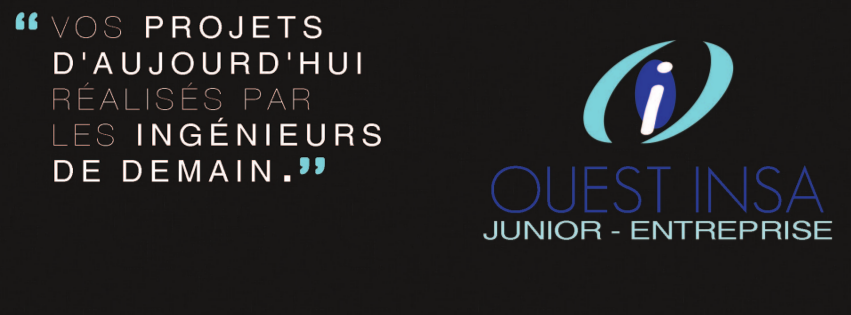 “ VOS PROJETS
D'AUJOURD'HUI
RÉALISÉS PAR
LES INGÉNIEURS
DE DEMAIN. ”
i
OUEST INSA
JUNIOR - ENTREPRISE